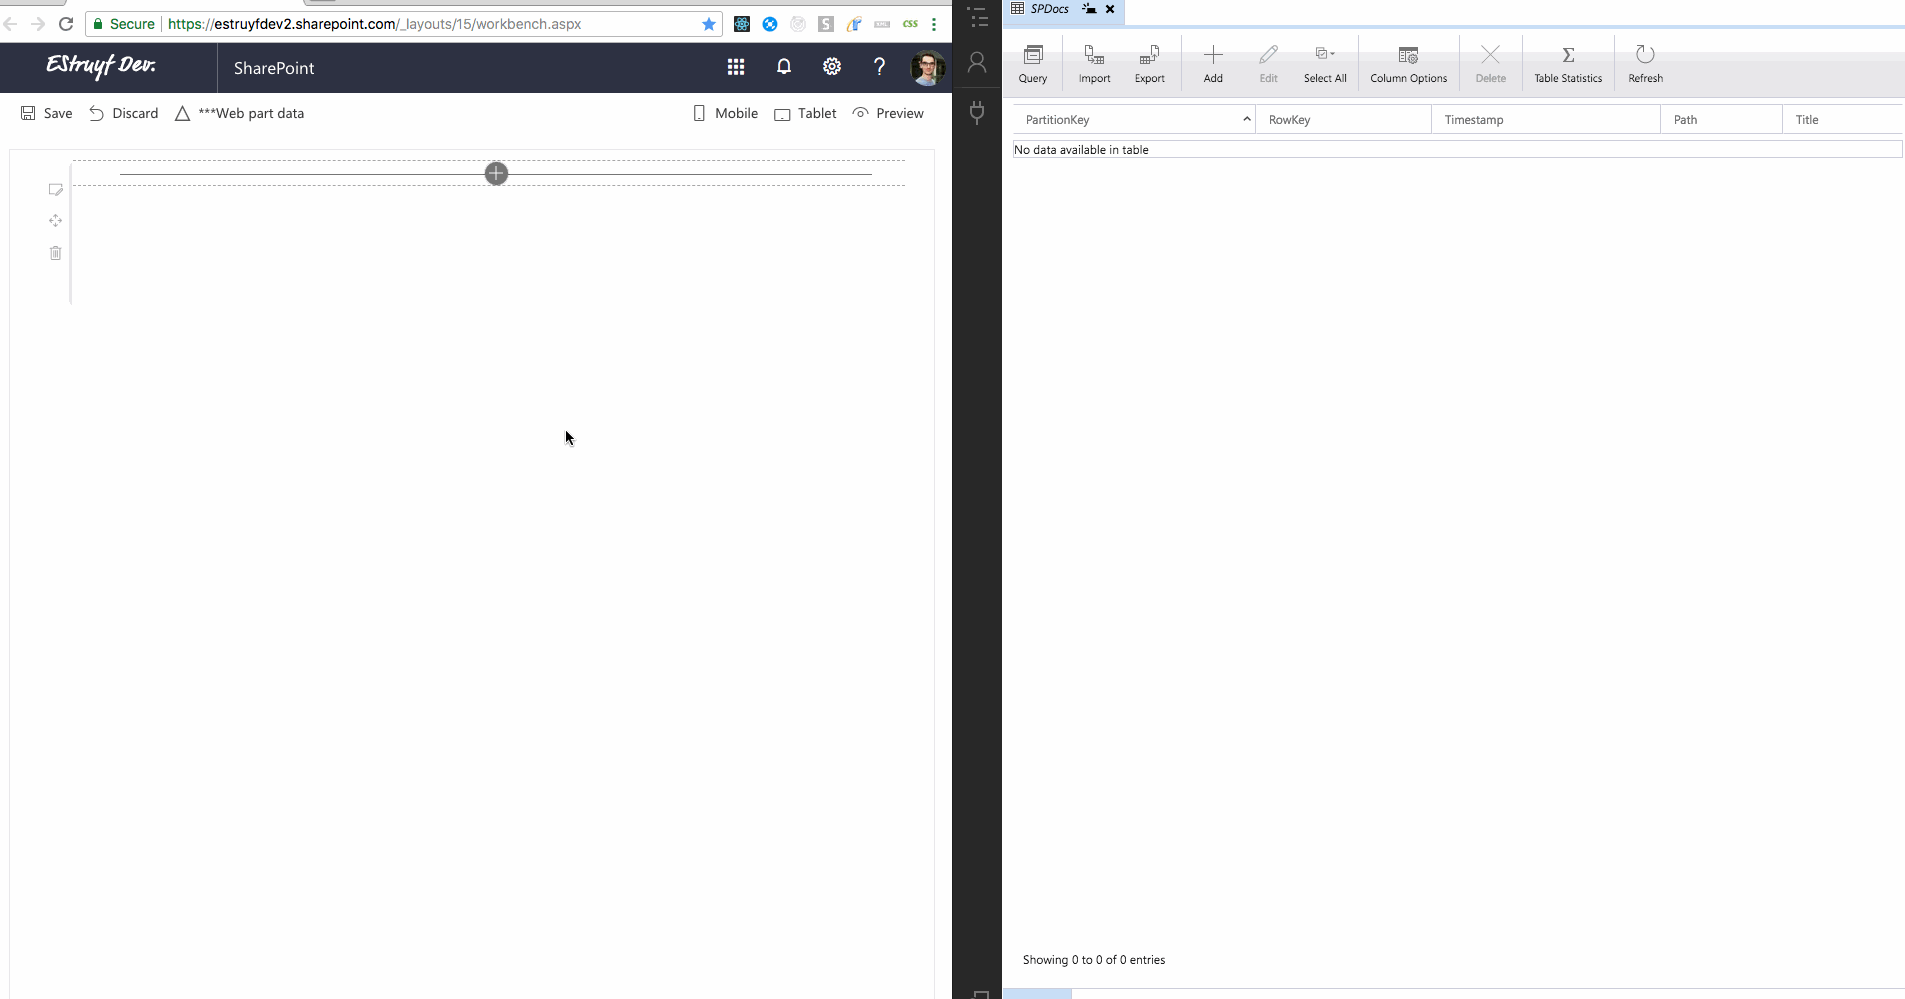 Secure https://estruyfdev2.sharepoint.com/_layouts/15/workbench.aspx
S CSS
EStruyf Dev. SharePoint
Save Discard ***Web part data Mobile Tablet Preview
SPDocs
Query Import Export Add Edit Select All Column Options Delete Table Statistics Refresh
PartitionKey RowKey Timestamp Path Title
No data available in table
Showing 0 to 0 of 0 entries